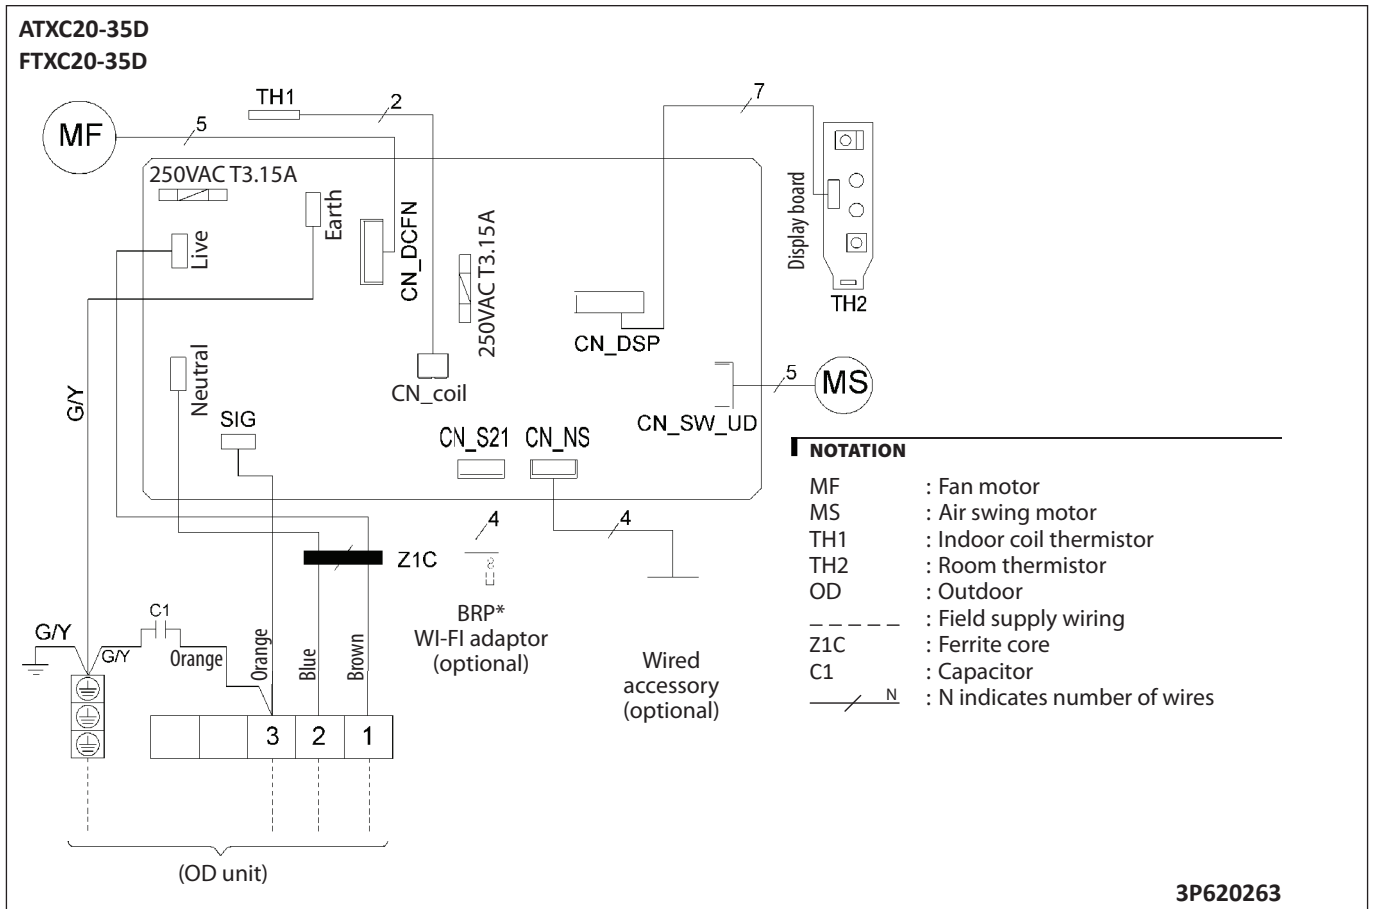 ATXC20-35D
FTXC20-35D
TH1
2
7
MF
5
250VAC T3.15A
Earth
Live
CN_DCFN
250VAC T3.15A
Display board
TH2
CN_DSP
Neutral
CN_coil
G/Y
SIG
5
MS
CN_SW_UD
CN_S21
CN_NS
4
4
Z1C
BRP*
WI-FI adaptor
(optional)
Wired
accessory
(optional)
G/Y
G/Y
C1
Orange
Orange
Blue
Brown
3
2
1
(OD unit)
NOTATION
MF : Fan motor
MS : Air swing motor
TH1 : Indoor coil thermistor
TH2 : Room thermistor
OD : Outdoor
_ _ _ _ _ : Field supply wiring
Z1C : Ferrite core
C1 : Capacitor
N : N indicates number of wires
3P620263